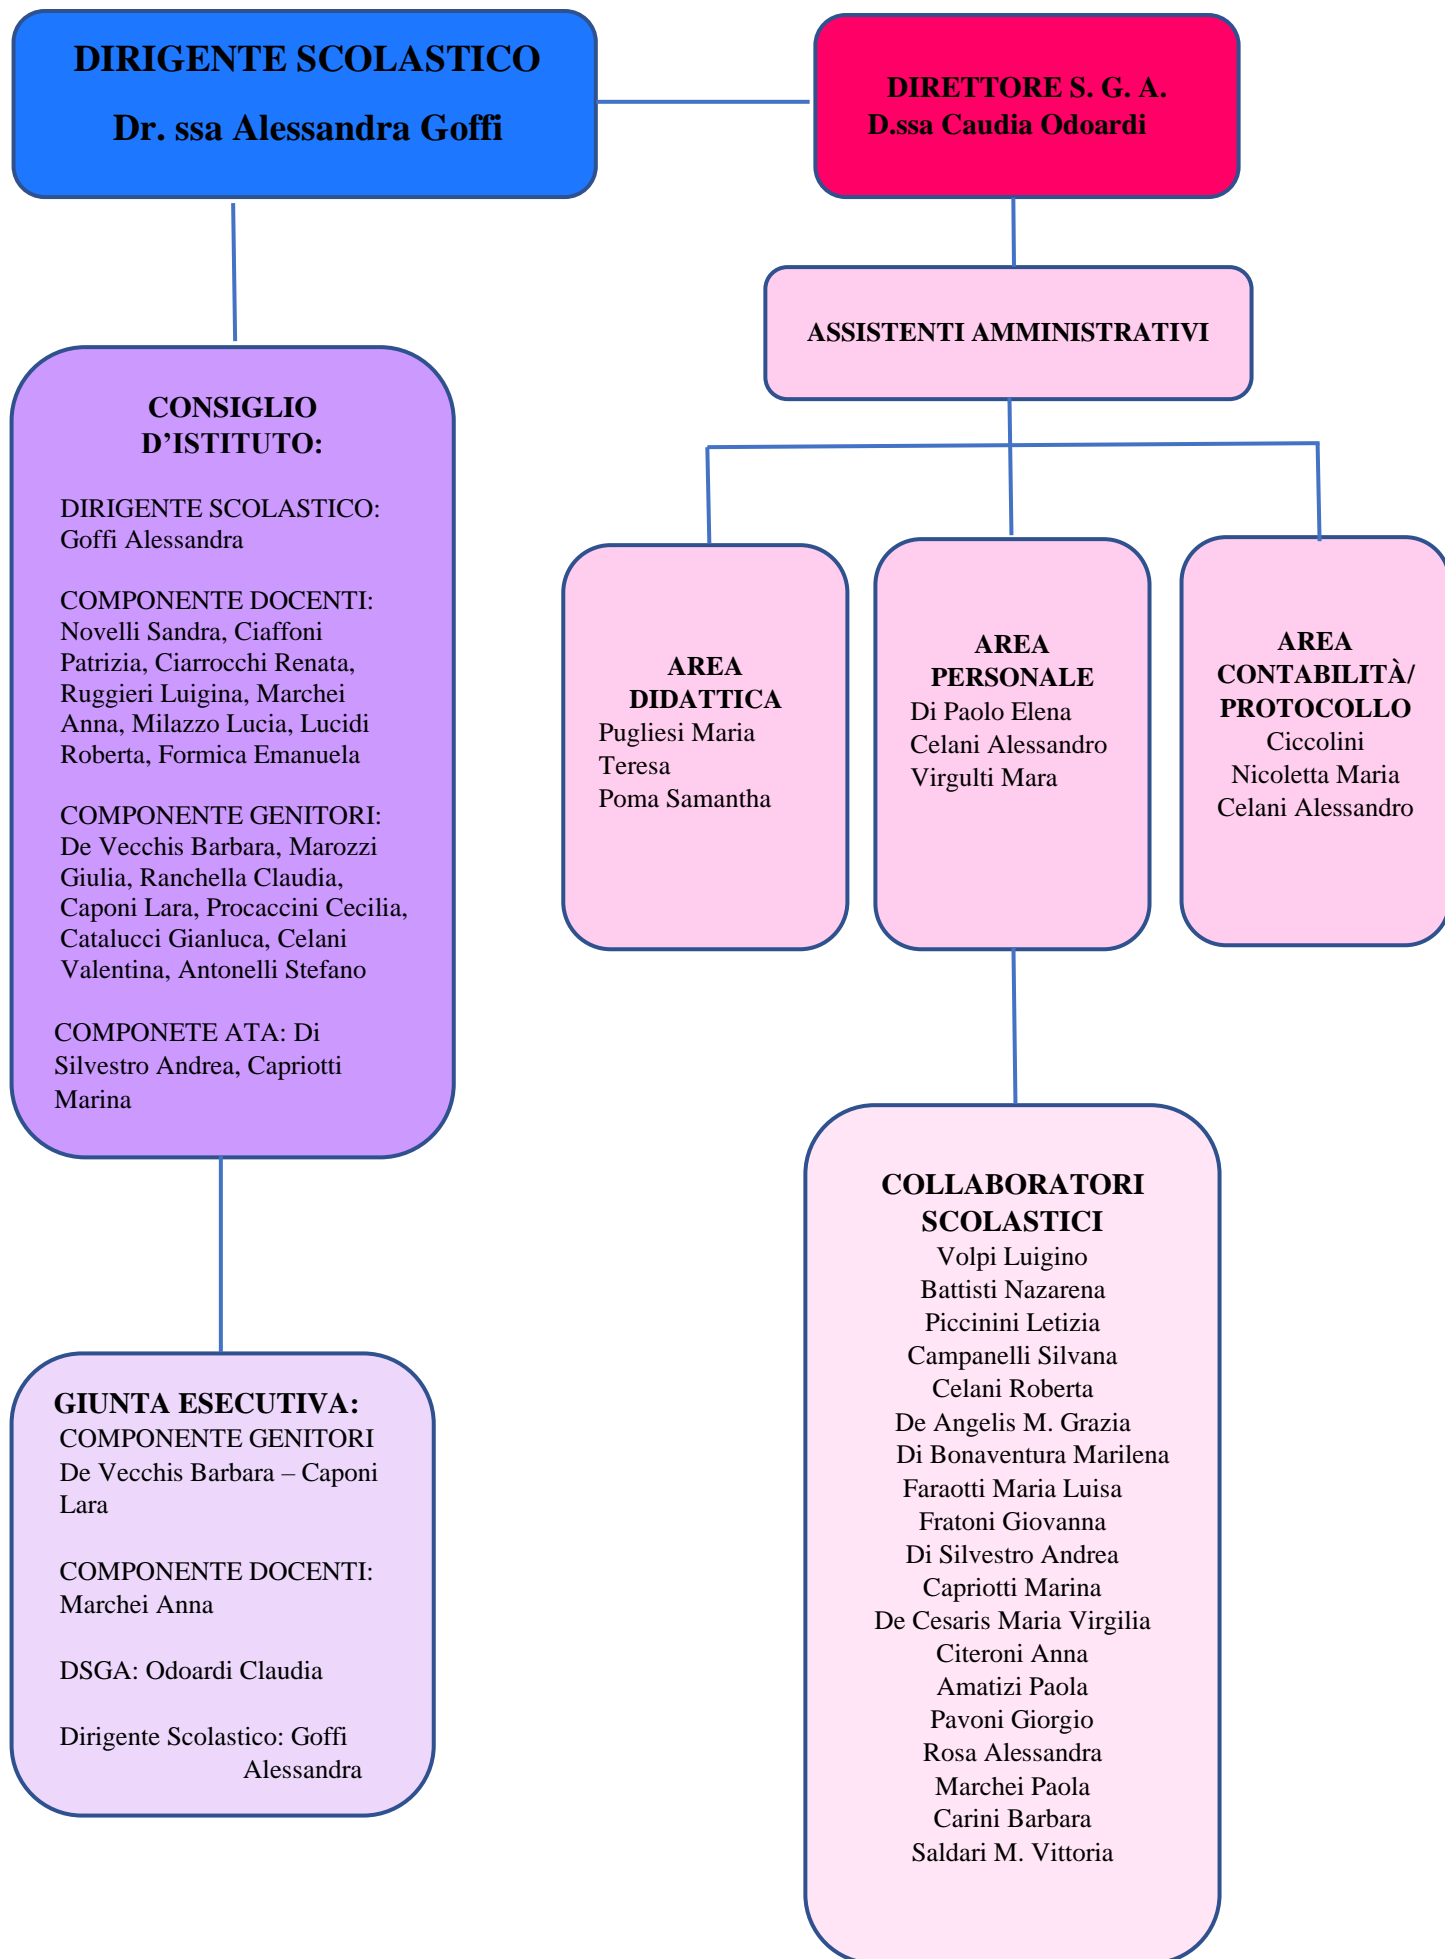 DIRIGENTE SCOLASTICO
Dr. ssa Alessandra Goffi
DIRETTORE S. G. A.
D.ssa Caudia Odoardi
ASSISTENTI AMMINISTRATIVI
CONSIGLIO
D’ISTITUTO:
DIRIGENTE SCOLASTICO:
Goffi Alessandra
COMPONENTE DOCENTI:
Novelli Sandra, Ciaffoni
Patrizia, Ciarrocchi Renata,
Ruggieri Luigina, Marchei
Anna, Milazzo Lucia, Lucidi
Roberta, Formica Emanuela
COMPONENTE GENITORI:
De Vecchis Barbara, Marozzi
Giulia, Ranchella Claudia,
Caponi Lara, Procaccini Cecilia,
Catalucci Gianluca, Celani
Valentina, Antonelli Stefano
COMPONETE ATA: Di
Silvestro Andrea, Capriotti
Marina
AREA
DIDATTICA
Pugliesi Maria
Teresa
Poma Samantha
AREA
PERSONALE
Di Paolo Elena
Celani Alessandro
Virgulti Mara
AREA
CONTABILITÀ/
PROTOCOLLO
Ciccolini
Nicoletta Maria
Celani Alessandro
GIUNTA ESECUTIVA:
COMPONENTE GENITORI
De Vecchis Barbara – Caponi
Lara
COMPONENTE DOCENTI:
Marchei Anna
DSGA: Odoardi Claudia
Dirigente Scolastico: Goffi
Alessandra
COLLABORATORI
SCOLASTICI
Volpi Luigino
Battisti Nazarena
Piccinini Letizia
Campanelli Silvana
Celani Roberta
De Angelis M. Grazia
Di Bonaventura Marilena
Faraotti Maria Luisa
Fratoni Giovanna
Di Silvestro Andrea
Capriotti Marina
De Cesaris Maria Virgilia
Citeroni Anna
Amatizi Paola
Pavoni Giorgio
Rosa Alessandra
Marchei Paola
Carini Barbara
Saldari M. Vittoria